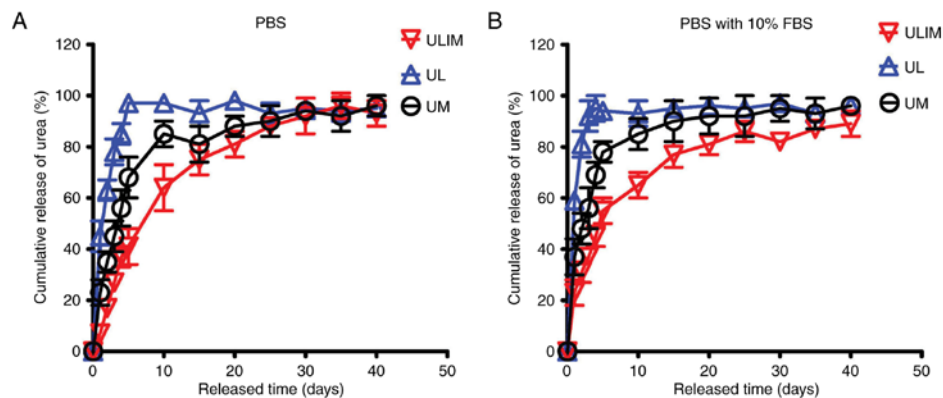 A
PBS
Cumulative release of urea (%)
120
100
80
60
40
20
0
0 10 20 30 40 50
Released time (days)
ULIM
UL
UM
B
PBS with 10% FBS
Cumulative release of urea (%)
120
100
80
60
40
20
0
0 10 20 30 40 50
Released time (days)
ULIM
UL
UM